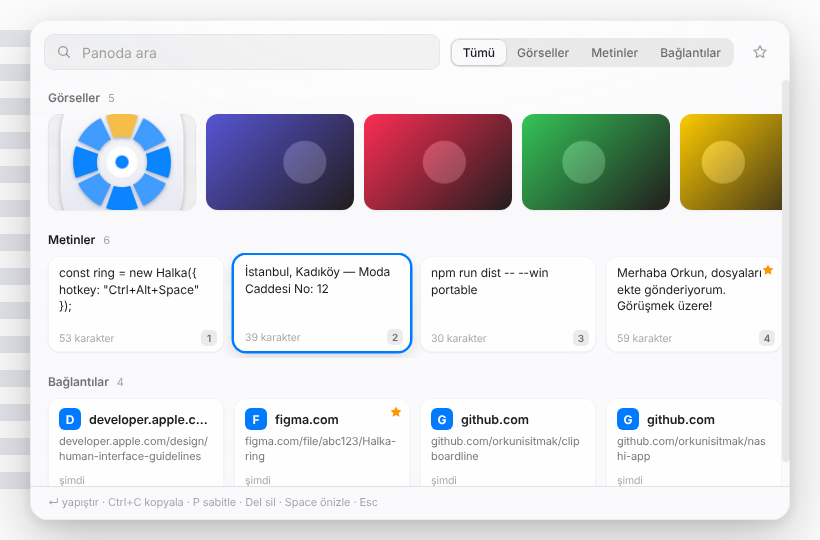 Panoda ara
Tümü Görseller Metinler Bağlantılar
Görseller 5
Metinler 6
const ring = new Halka({
hotkey: "Ctrl+Alt+Space"
});
53 karakter 1
İstanbul, Kadıköy — Moda
Caddesi No: 12
39 karakter 2
npm run dist -- --win
portable
30 karakter 3
Merhaba Orkun, dosyaları
ekte gönderiyorum.
Görüşmek üzere!
59 karakter 4
Bağlantılar 4
D developer.apple.c...
developer.apple.com/design/
human-interface-guidelines
şimdi
F figma.com
figma.com/file/abc123/Halka-
ring
şimdi
G github.com
github.com/orkunisitmak/clip
boardline
şimdi
G github.com
github.com/orkunisitmak/nas
hi-app
şimdi
↵ yapıştır · Ctrl+C kopyala · P sabitle · Del sil · Space önizle · Esc